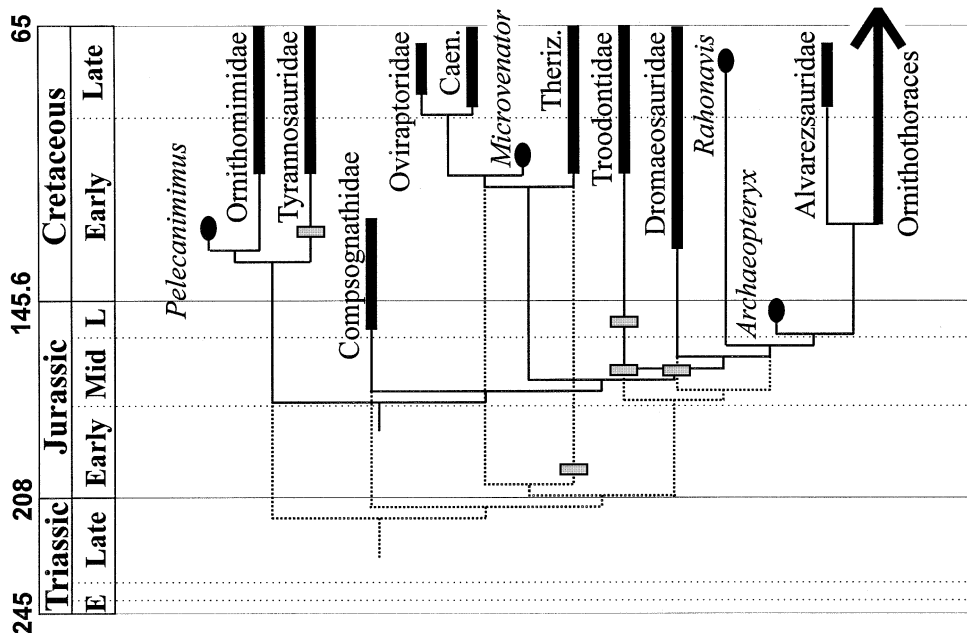 65
145.6
208
245
Cretaceous
Jurassic
Triassic
Late
Early
L
Mid
Early
Late
E
Pelecanimimus
Ornithomimidae
Tyrannosauridae
Compsognathidae
Oviraptoridae
Caen.
Microvenator
Theriz.
Troodontidae
Dromaeosauridae
Rahonavis
Archaeopteryx
Alvarezsauridae
Ornithothoraces